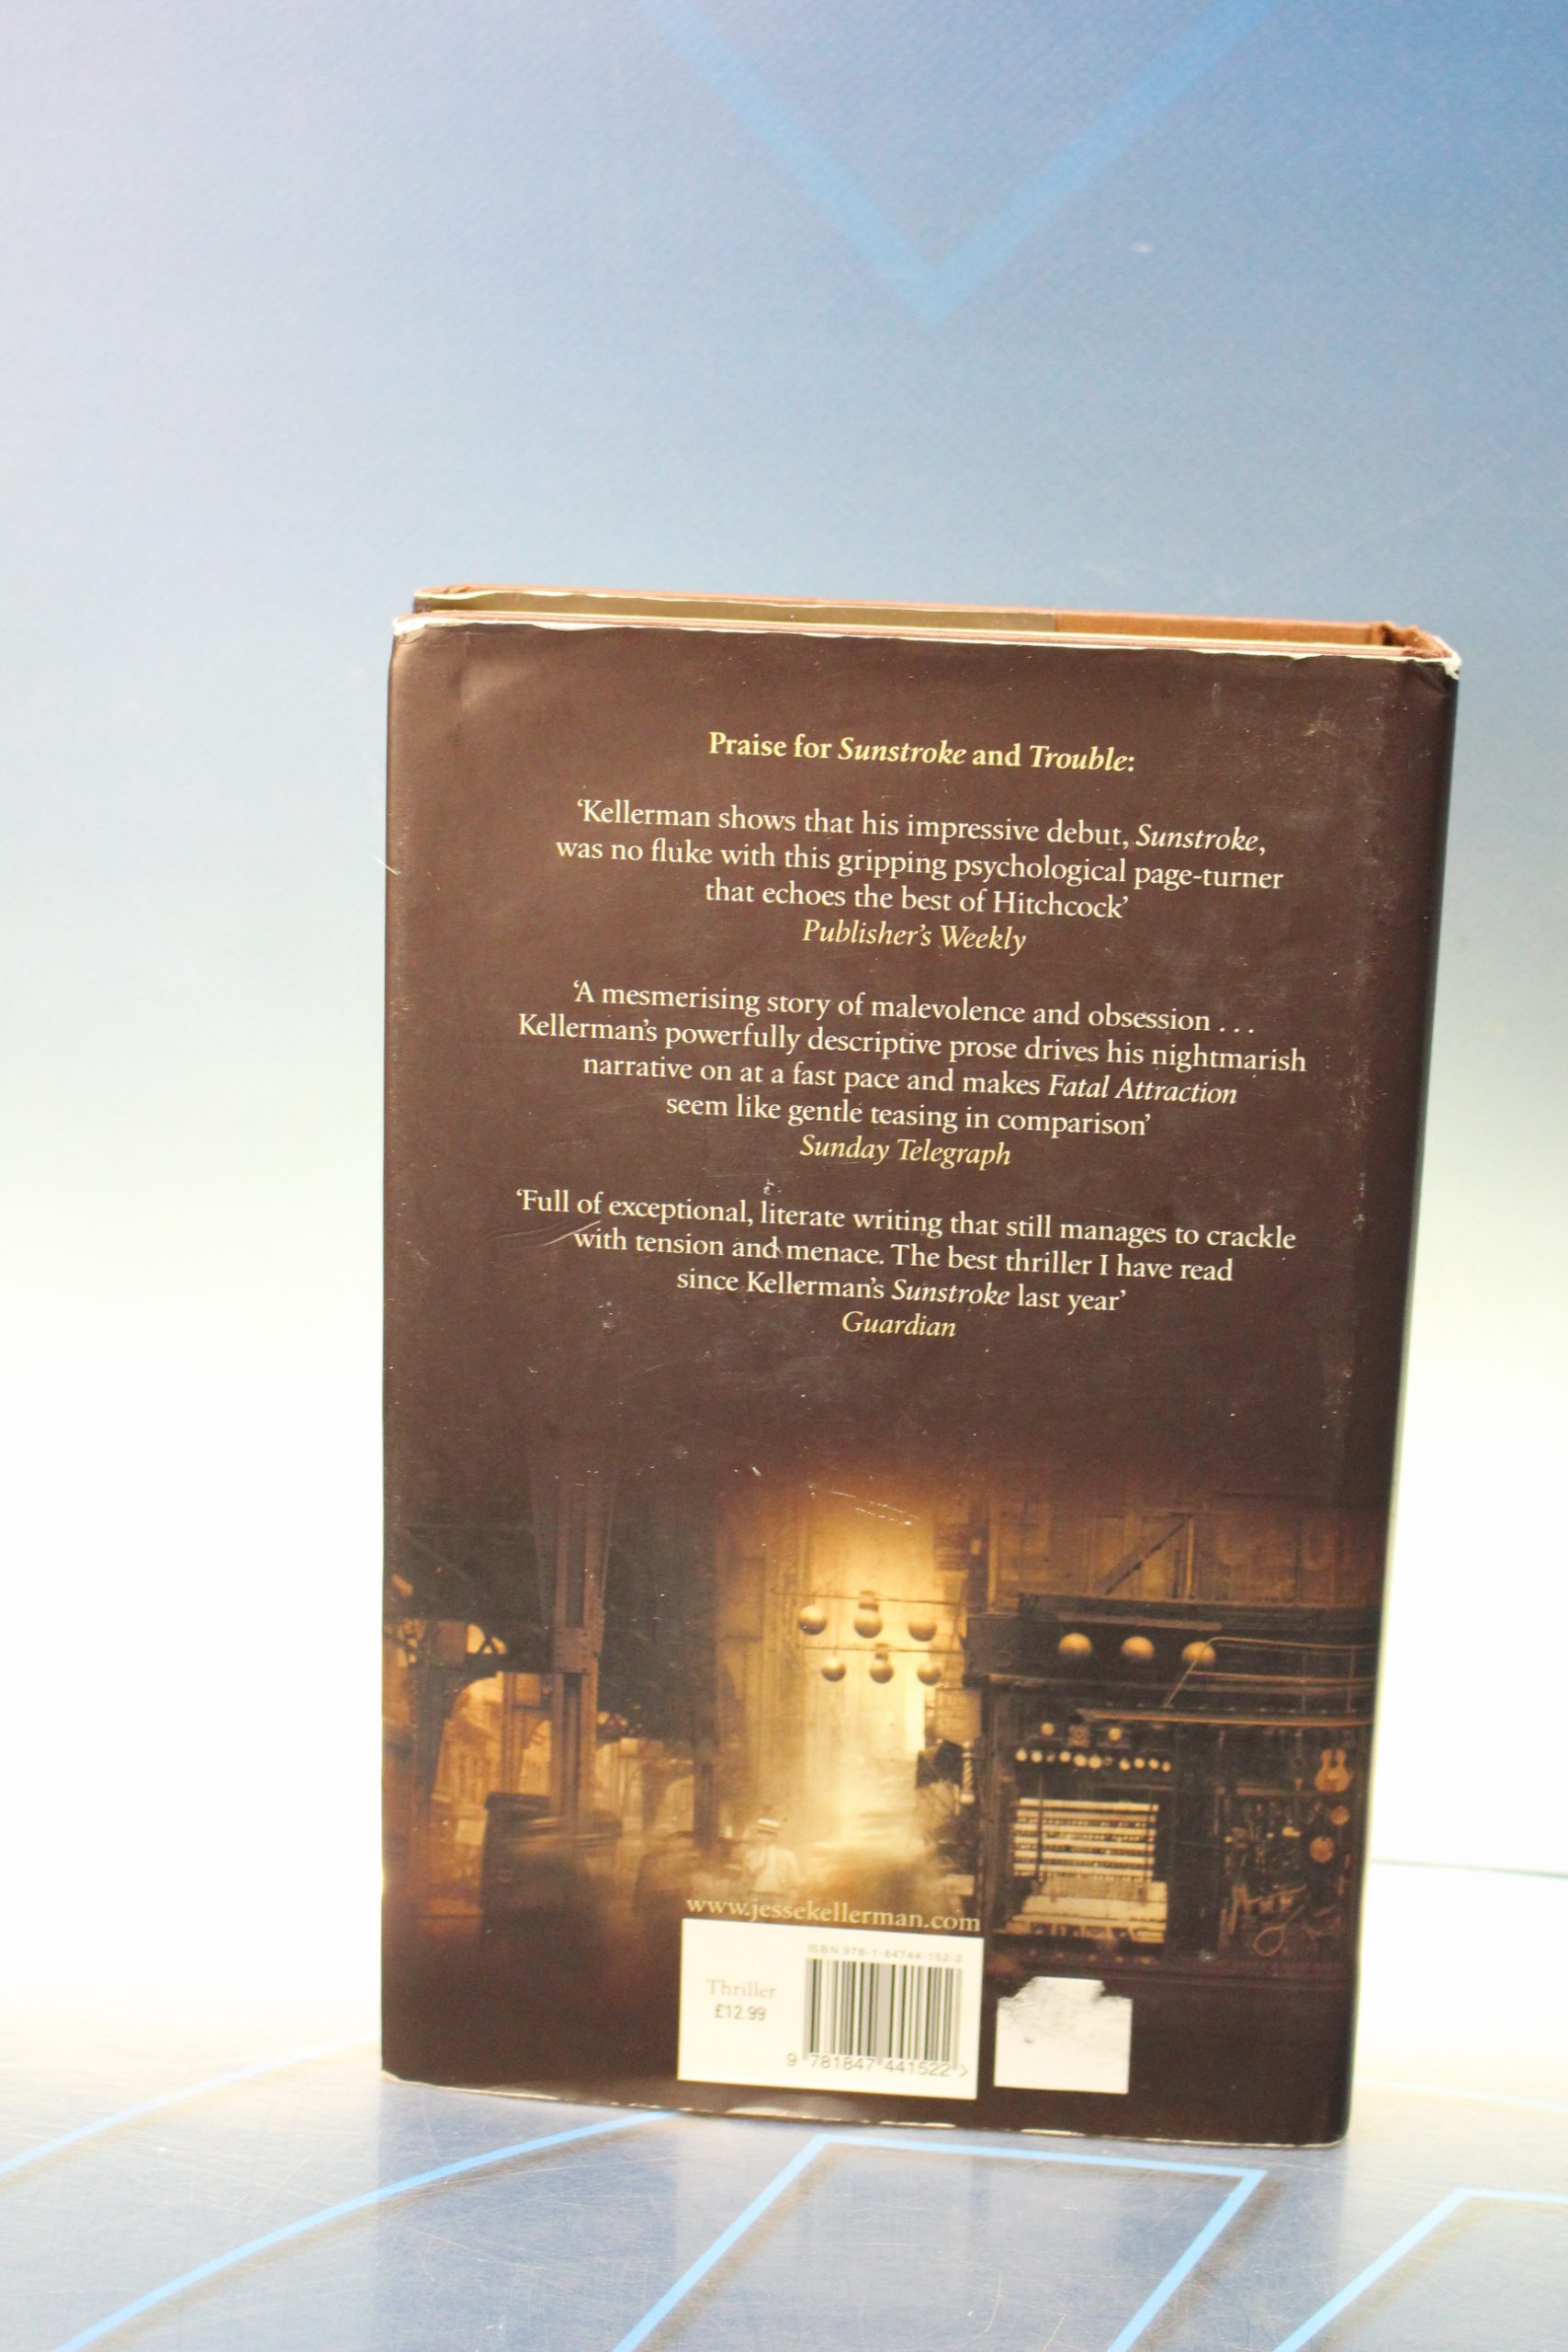 Praise for Sunstroke and Trouble:
‘Kellerman shows that his impressive debut, Sunstroke,
was no fluke with this gripping psychological page-turner
that echoes the best of Hitchcock’
Publisher’s Weekly
‘A mesmerising story of malevolence and obsession . . .
Kellerman’s powerfully descriptive prose drives his nightmarish
narrative on at a fast pace and makes Fatal Attraction
seem like gentle teasing in comparison’
Sunday Telegraph
‘Full of exceptional, literate writing that still manages to crackle
with tension and menace. The best thriller I have read
since Kellerman’s Sunstroke last year’
Guardian
www.jessekellerman.com
ISBN 978-1-84744-152-2
Thriller
£12.99
9 781847 441522 >